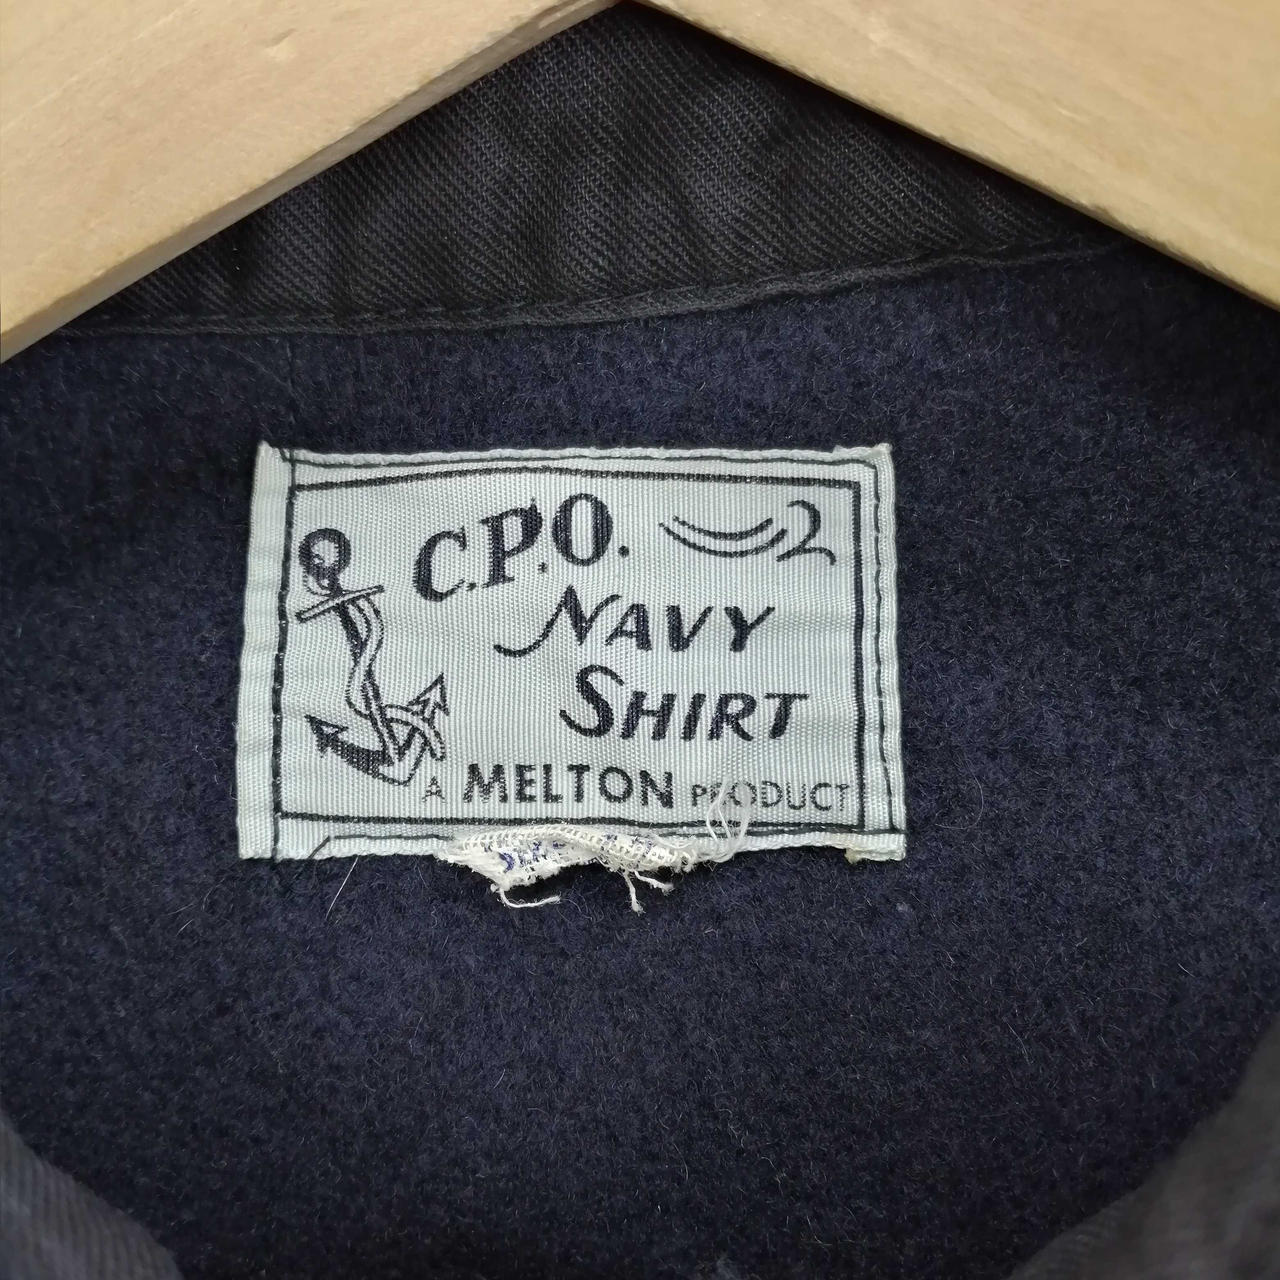 C.P.O.
NAVY
SHIRT
A MELTON PRODUCT